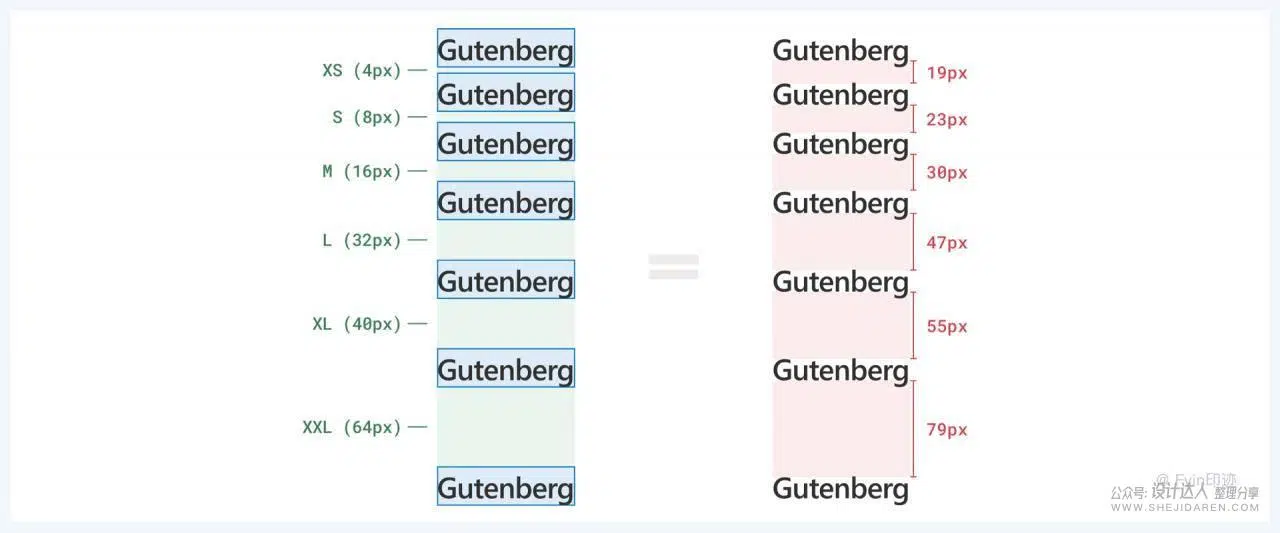 Gutenberg
XS (4px)
Gutenberg
S (8px)
Gutenberg
M (16px)
Gutenberg
L (32px)
Gutenberg
XL (40px)
Gutenberg
XXL (64px)
Gutenberg
Gutenberg
19px
Gutenberg
23px
Gutenberg
30px
Gutenberg
47px
Gutenberg
55px
Gutenberg
79px
Gutenberg
@ Evin印迹
公众号: 设计达人 整理分享
WWW.SHEJIDAREN.COM